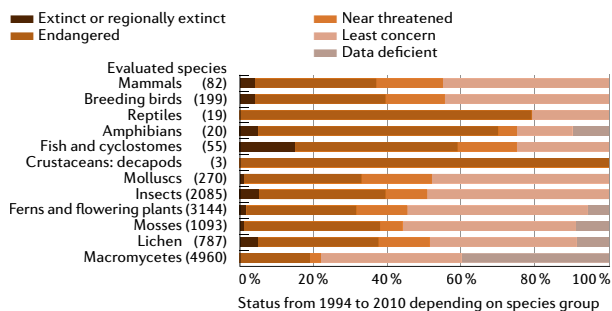 Extinct or regionally extinct
Endangered
Near threatened
Least concern
Data deficient
Evaluated species
Mammals (82)
Breeding birds (199)
Reptiles (19)
Amphibians (20)
Fish and cyclostomes (55)
Crustaceans: decapods (3)
Molluscs (270)
Insects (2085)
Ferns and flowering plants (3144)
Mosses (1093)
Lichen (787)
Macromycetes (4960)
0 % 20 % 40 % 60 % 80 % 100 %
Status from 1994 to 2010 depending on species group